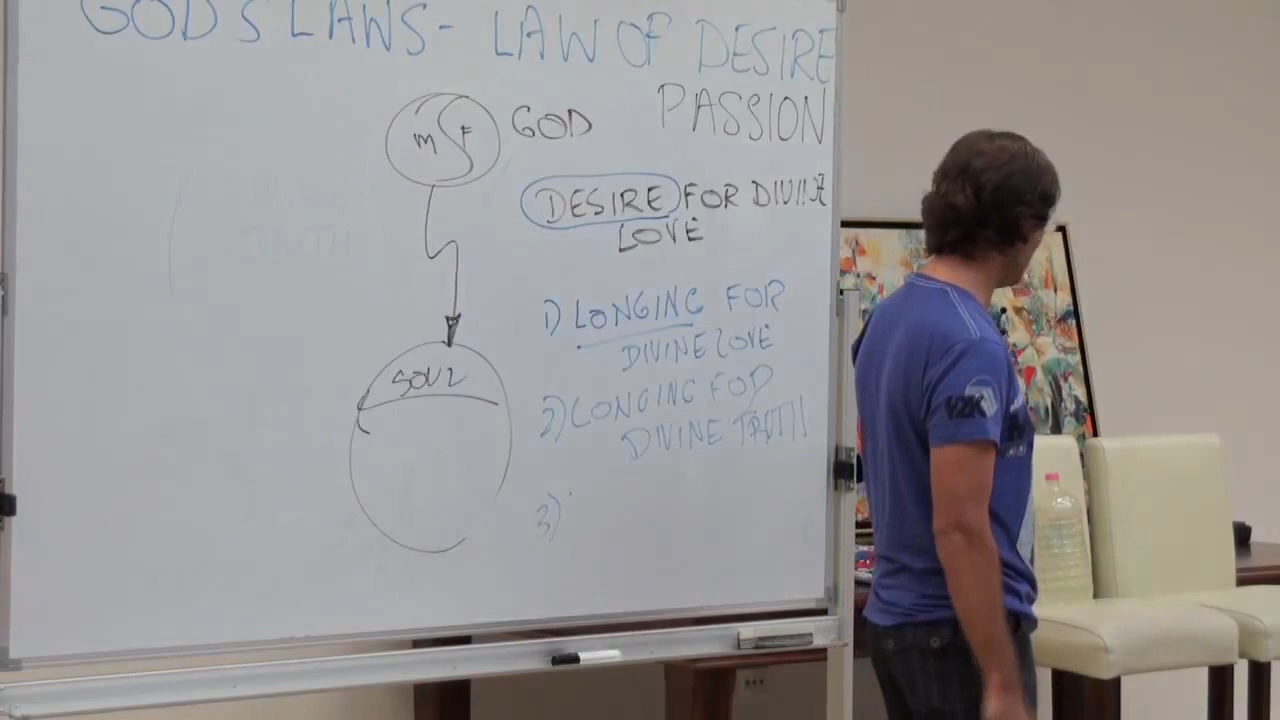 GOD'S LAWS - LAW OF DESIRE
PASSION
m F
GOD
DESIRE FOR DIVINE
LOVE
1) LONGING FOR
DIVINE LOVE
SOUL
2) LONGING FOR
DIVINE TRUTH
3)